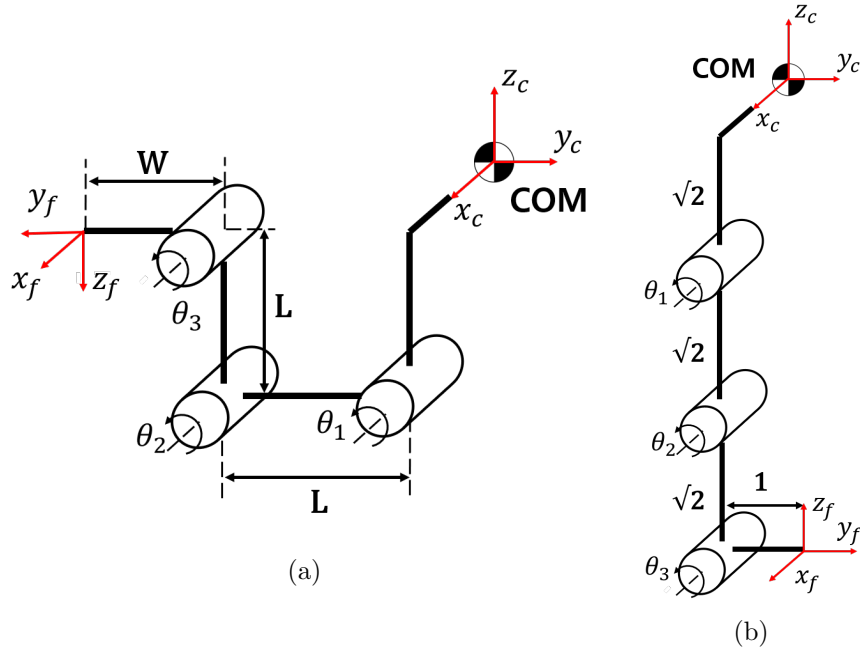 z_c
y_c
x_c
COM
W
y_f
x_f
z_f
θ_3
L
θ_2
θ_1
L
(a)
z_c
COM
y_c
x_c
√2
θ_1
√2
θ_2
√2
1
z_f
y_f
θ_3
x_f
(b)